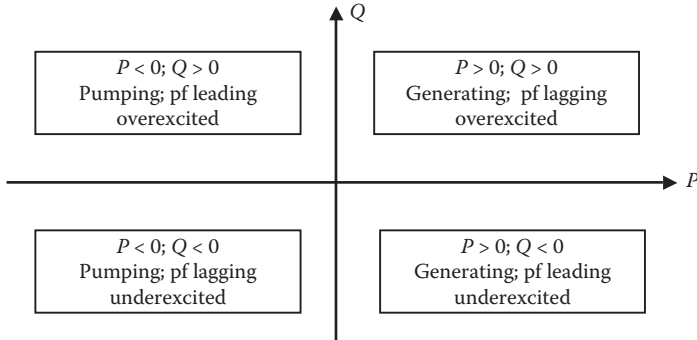 Q
P < 0; Q > 0
Pumping; pf leading
overexcited
P > 0; Q > 0
Generating; pf lagging
overexcited
P
P < 0; Q < 0
Pumping; pf lagging
underexcited
P > 0; Q < 0
Generating; pf leading
underexcited